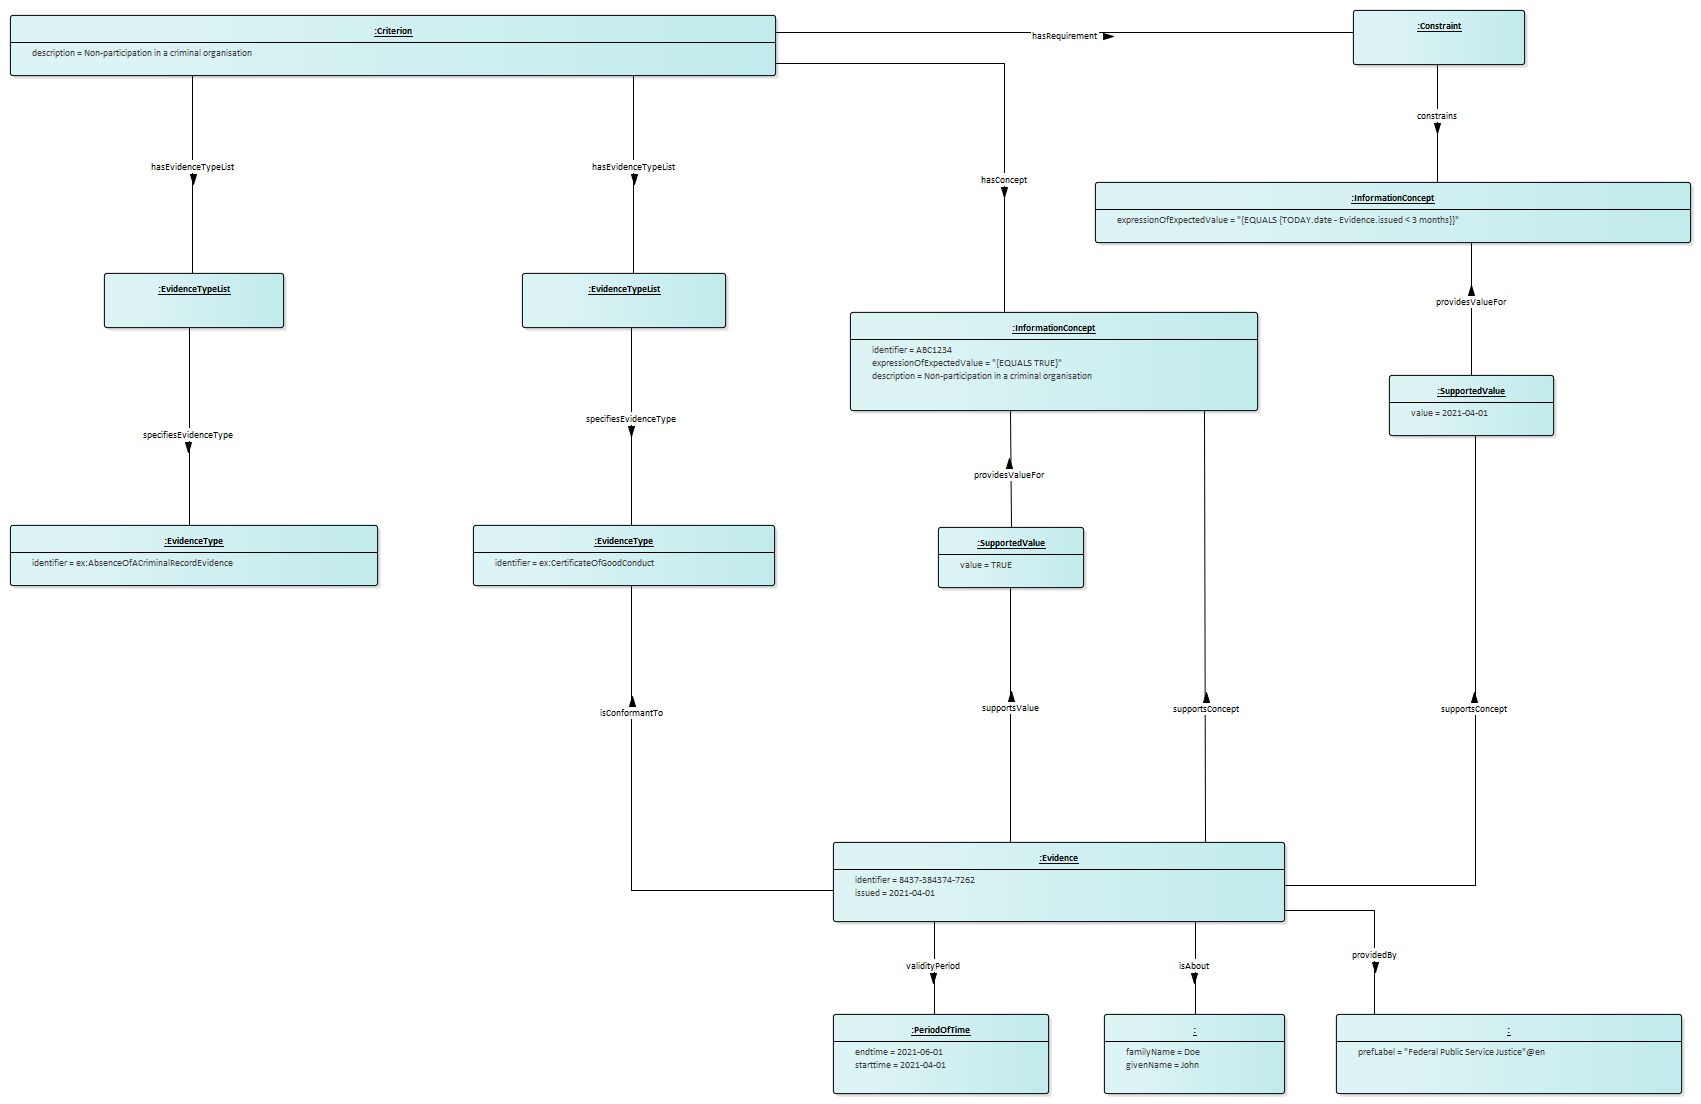 :Criterion
description = Non-participation in a criminal organisation
hasRequirement
:Constraint
constrains
hasEvidenceTypeList
hasEvidenceTypeList
hasConcept
:InformationConcept
expressionOfExpectedValue = "{EQUALS {TODAY.date - Evidence.issued < 3 months}}"
:EvidenceTypeList
:EvidenceTypeList
providesValueFor
:InformationConcept
identifier = ABC1234
expressionOfExpectedValue = "{EQUALS TRUE}"
description = Non-participation in a criminal organisation
:SupportedValue
value = 2021-04-01
specifiesEvidenceType
specifiesEvidenceType
providesValueFor
:EvidenceType
identifier = ex:AbsenceOfACriminalRecordEvidence
:EvidenceType
identifier = ex:CertificateOfGoodConduct
:SupportedValue
value = TRUE
isConformantTo
supportsValue
supportsConcept
supportsConcept
:Evidence
identifier = 8437-384374-7262
issued = 2021-04-01
validityPeriod
isAbout
providedBy
:PeriodOfTime
endtime = 2021-06-01
starttime = 2021-04-01
:
familyName = Doe
givenName = John
:
prefLabel = "Federal Public Service Justice"@en